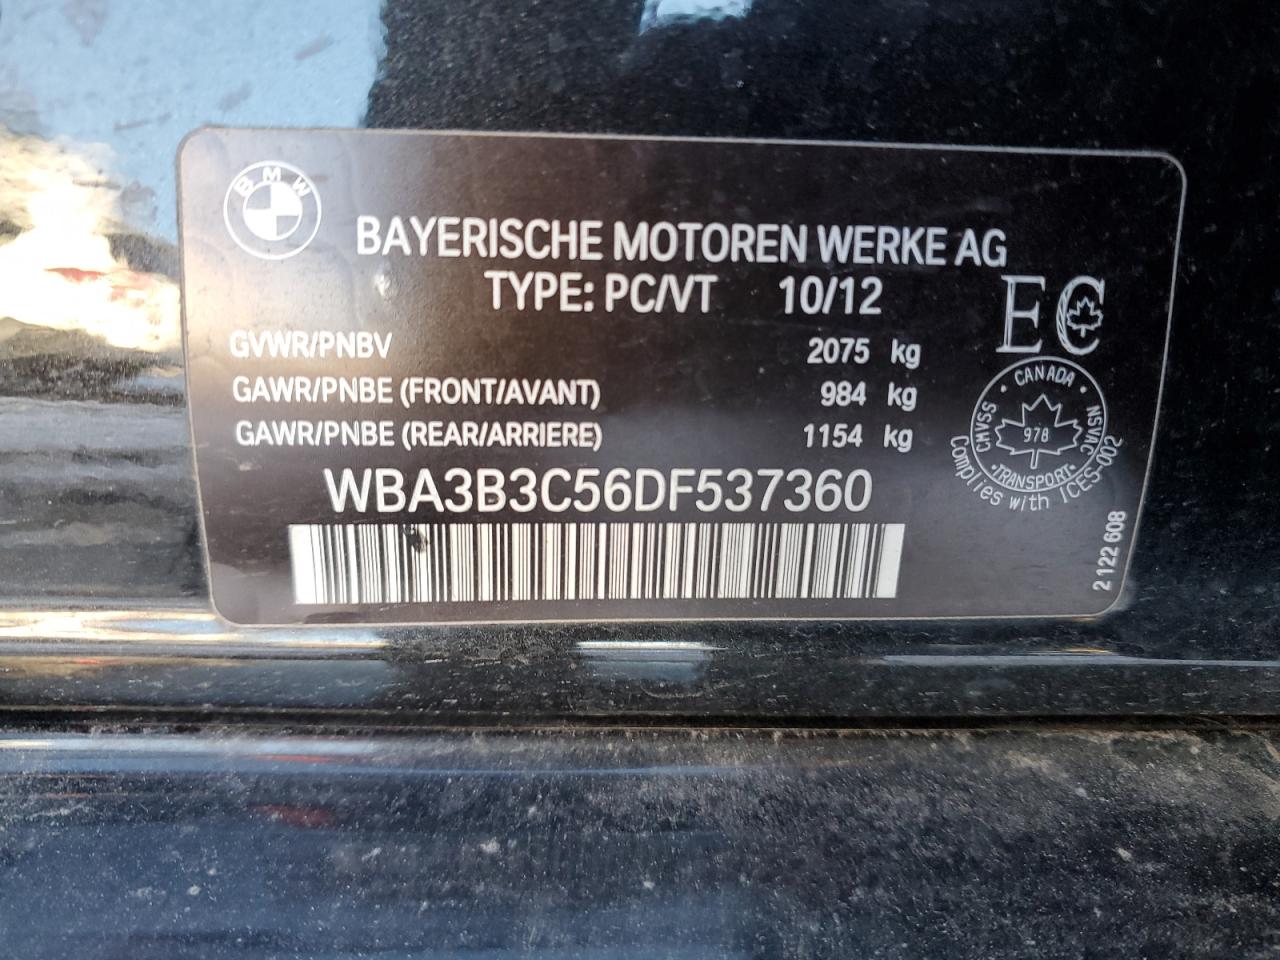 BMW
BAYERISCHE MOTOREN WERKE AG
TYPE: PC/VT 10/12
EC
GVWR/PNBV 2075 kg
GAWR/PNBE (FRONT/AVANT) 984 kg
GAWR/PNBE (REAR/ARRIERE) 1154 kg
CANADA
CMVSS 978 NSVAC
TRANSPORT
Complies with ICES-002
WBA3B3C56DF537360
2 122 608